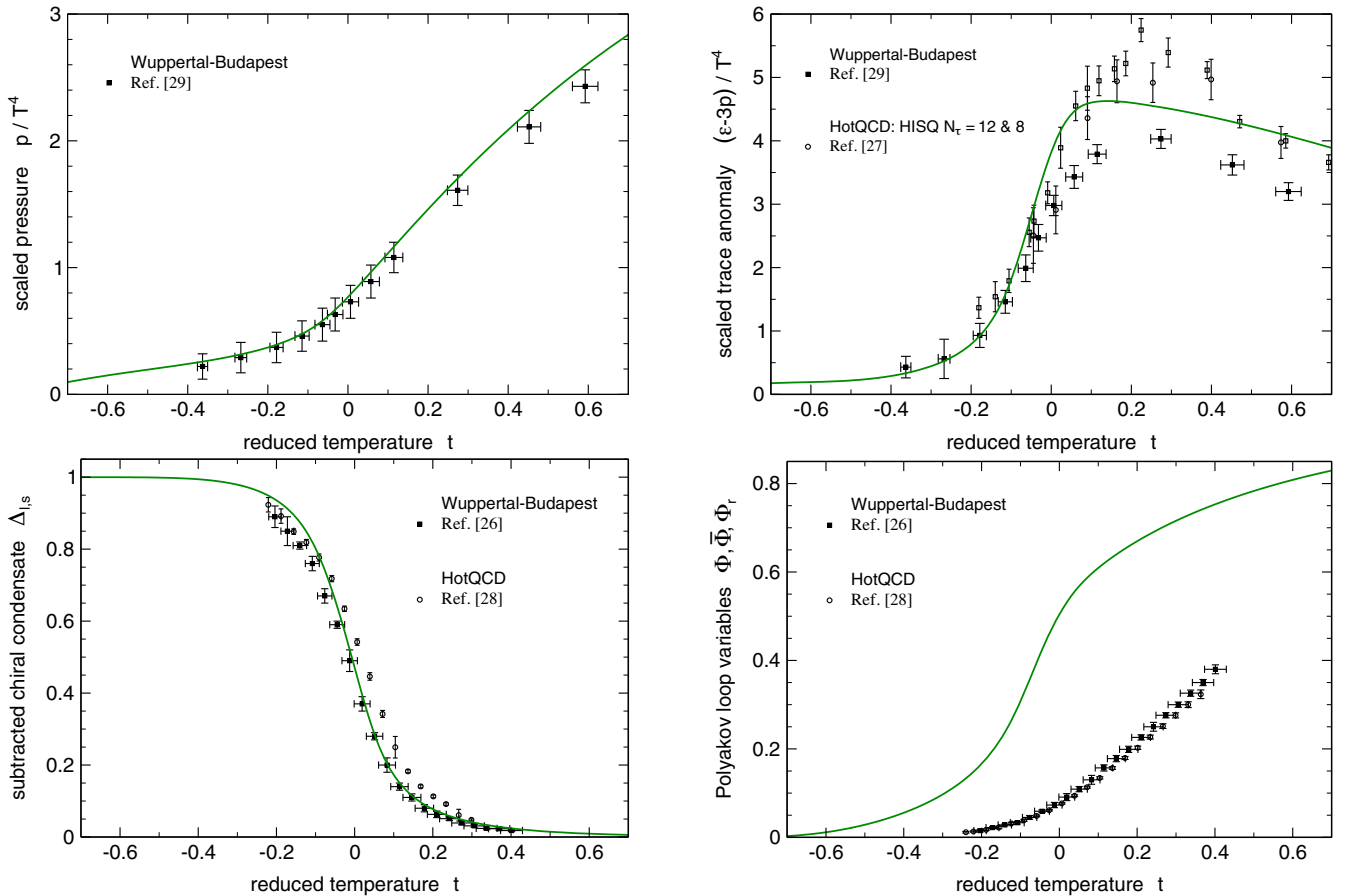 3
2
1
0
scaled pressure p / T⁴
Wuppertal-Budapest
Ref. [29]
-0.6 -0.4 -0.2 0 0.2 0.4 0.6
reduced temperature t
6
5
4
3
2
1
0
scaled trace anomaly (ε-3p) / T⁴
Wuppertal-Budapest
Ref. [29]
HotQCD: HISQ N_τ = 12 & 8
Ref. [27]
-0.6 -0.4 -0.2 0 0.2 0.4 0.6
reduced temperature t
1
0.8
0.6
0.4
0.2
0
subtracted chiral condensate Δ_l,s
Wuppertal-Budapest
Ref. [26]
HotQCD
Ref. [28]
-0.6 -0.4 -0.2 0 0.2 0.4 0.6
reduced temperature t
0.8
0.6
0.4
0.2
0
Polyakov loop variables Φ, Φ̄, Φ_r
Wuppertal-Budapest
Ref. [26]
HotQCD
Ref. [28]
-0.6 -0.4 -0.2 0 0.2 0.4 0.6
reduced temperature t